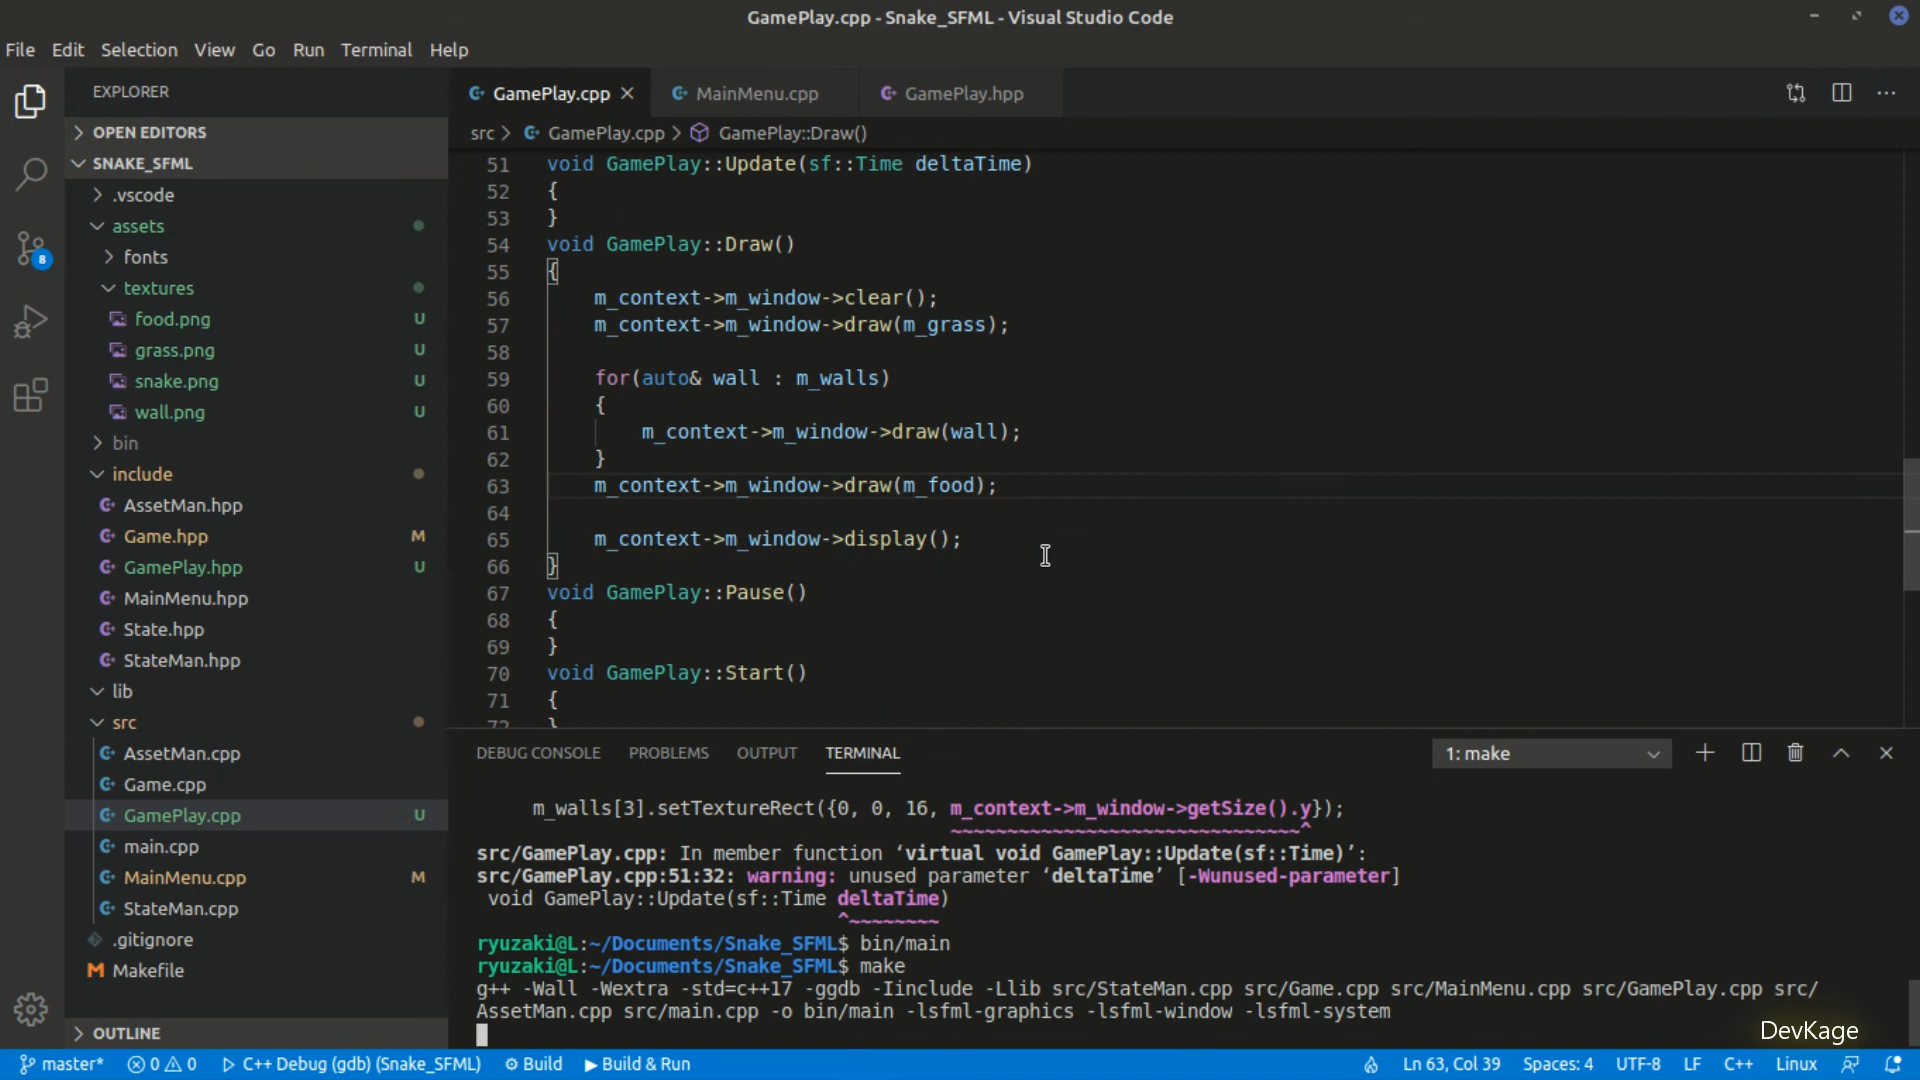 GamePlay.cpp - Snake_SFML - Visual Studio Code
File Edit Selection View Go Run Terminal Help
EXPLORER
OPEN EDITORS
SNAKE_SFML
.vscode
assets
fonts
textures
food.png U
grass.png U
snake.png U
wall.png U
bin
include
AssetMan.hpp
Game.hpp M
GamePlay.hpp U
MainMenu.hpp
State.hpp
StateMan.hpp
lib
src
AssetMan.cpp
Game.cpp
GamePlay.cpp U
main.cpp
MainMenu.cpp M
StateMan.cpp
.gitignore
Makefile
OUTLINE
8
GamePlay.cpp MainMenu.cpp GamePlay.hpp
src > GamePlay.cpp > GamePlay::Draw()
51 void GamePlay::Update(sf::Time deltaTime)
52 {
53 }
54 void GamePlay::Draw()
55 {
56 m_context->m_window->clear();
57 m_context->m_window->draw(m_grass);
58
59 for(auto& wall : m_walls)
60 {
61 m_context->m_window->draw(wall);
62 }
63 m_context->m_window->draw(m_food);
64
65 m_context->m_window->display();
66 }
67 void GamePlay::Pause()
68 {
69 }
70 void GamePlay::Start()
71 {
72 }
DEBUG CONSOLE PROBLEMS OUTPUT TERMINAL 1: make
m_walls[3].setTextureRect({0, 0, 16, m_context->m_window->getSize().y});
~~~~~~~~~~~~~~~~~~~~~~~~~~~~~~^
src/GamePlay.cpp: In member function ‘virtual void GamePlay::Update(sf::Time)’:
src/GamePlay.cpp:51:32: warning: unused parameter ‘deltaTime’ [-Wunused-parameter]
void GamePlay::Update(sf::Time deltaTime)
^~~~~~~~~
ryuzaki@L:~/Documents/Snake_SFML$ bin/main
ryuzaki@L:~/Documents/Snake_SFML$ make
g++ -Wall -Wextra -std=c++17 -ggdb -Iinclude -Llib src/StateMan.cpp src/Game.cpp src/MainMenu.cpp src/GamePlay.cpp src/
AssetMan.cpp src/main.cpp -o bin/main -lsfml-graphics -lsfml-window -lsfml-system
DevKage
master* 0 0 C++ Debug (gdb) (Snake_SFML) Build Build & Run Ln 63, Col 39 Spaces: 4 UTF-8 LF C++ Linux